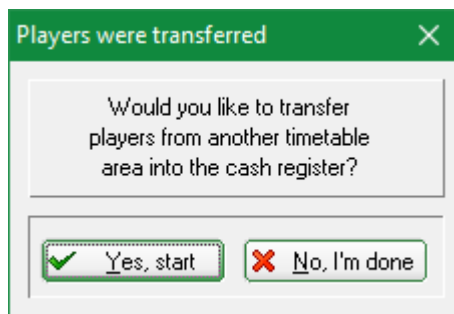 Players were transferred
Would you like to transfer
players from another timetable
area into the cash register?
Yes, start
No, I'm done